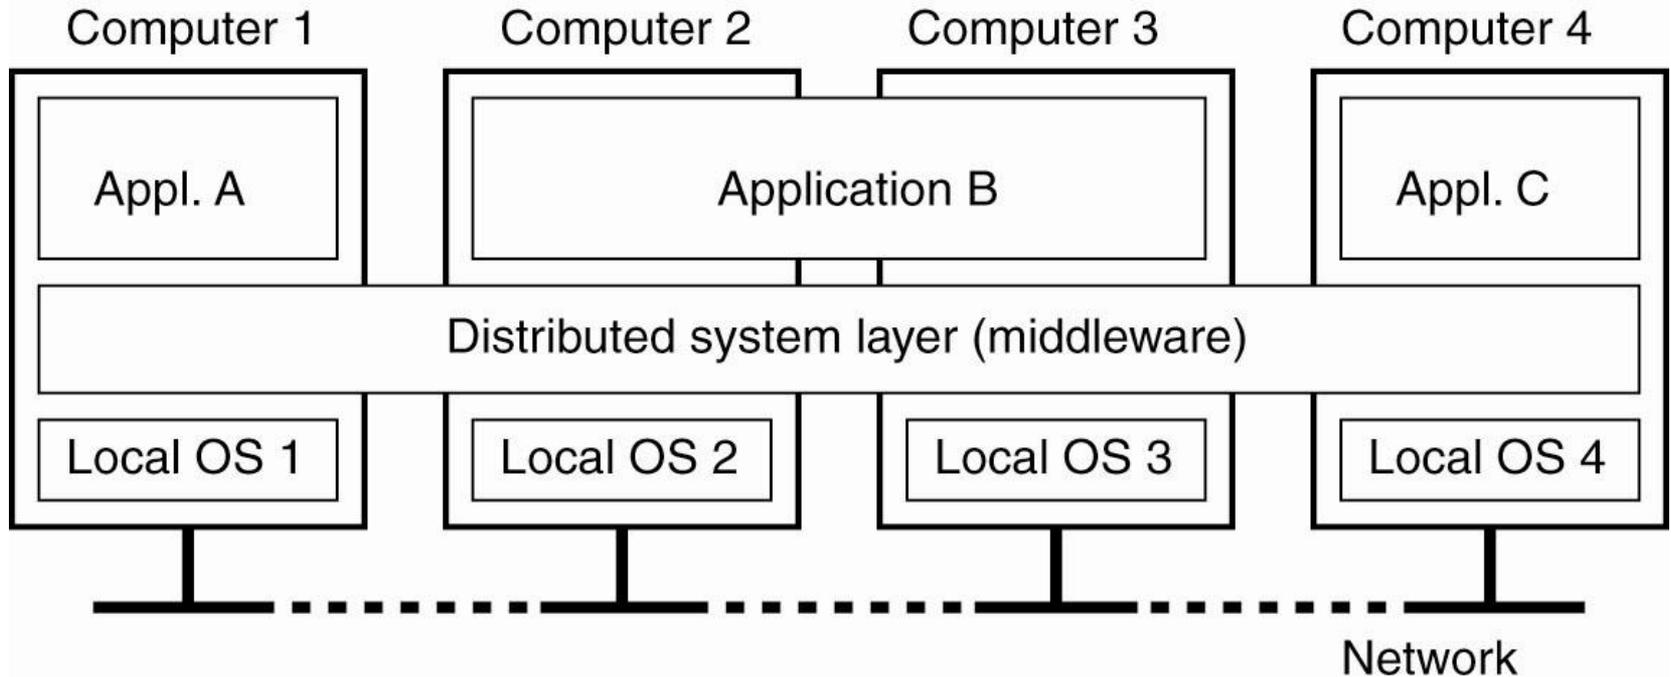 Computer 1
Computer 2
Computer 3
Computer 4
Appl. A
Application B
Appl. C
Distributed system layer (middleware)
Local OS 1
Local OS 2
Local OS 3
Local OS 4
Network